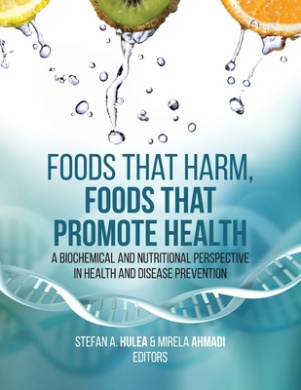 FOODS THAT HARM,
FOODS THAT
PROMOTE HEALTH
A BIOCHEMICAL AND NUTRITIONAL PERSPECTIVE
IN HEALTH AND DISEASE PREVENTION
STEFAN A. HULEA & MIRELA AHMADI
EDITORS